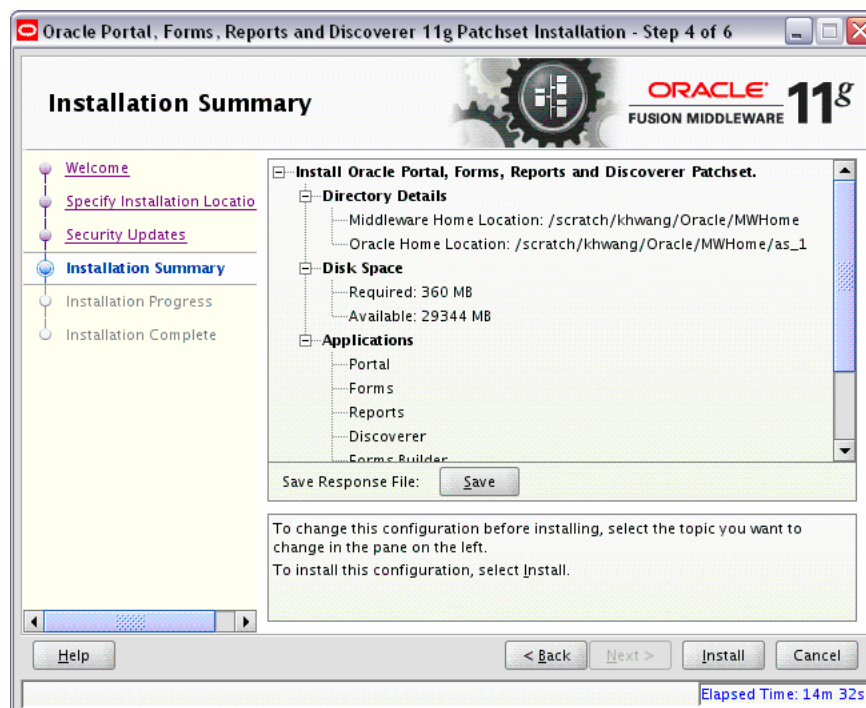 Oracle Portal, Forms, Reports and Discoverer 11g Patchset Installation - Step 4 of 6
Installation Summary
ORACLE
FUSION MIDDLEWARE
11g
Welcome
Specify Installation Locatio
Security Updates
Installation Summary
Installation Progress
Installation Complete
Install Oracle Portal, Forms, Reports and Discoverer Patchset.
Directory Details
Middleware Home Location: /scratch/khwang/Oracle/MWHome
Oracle Home Location: /scratch/khwang/Oracle/MWHome/as_1
Disk Space
Required: 360 MB
Available: 29344 MB
Applications
Portal
Forms
Reports
Discoverer
Forms Builder
Save Response File:
Save
To change this configuration before installing, select the topic you want to
change in the pane on the left.
To install this configuration, select Install.
Help
< Back
Next >
Install
Cancel
Elapsed Time: 14m 32s